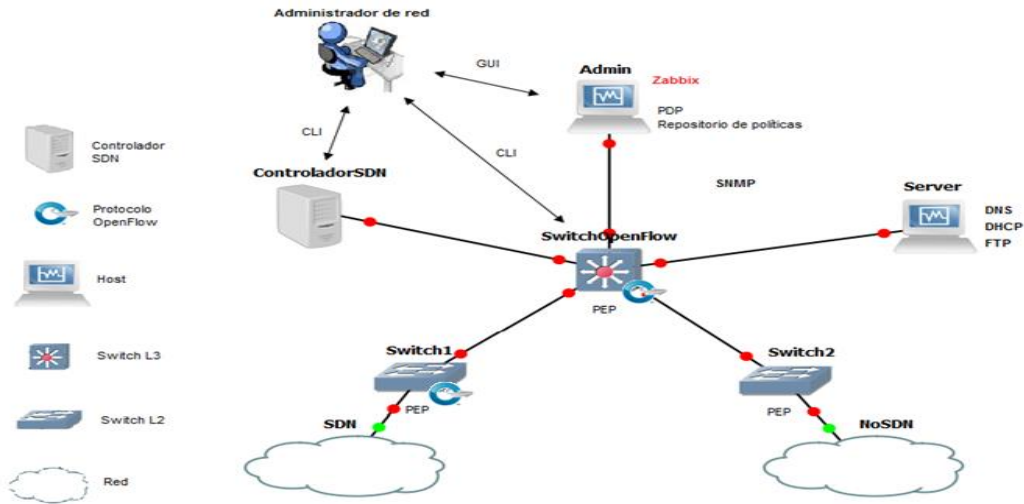 Administrador de red
GUI
Admin
Zabbix
PDP
Repositorio de políticas
CLI
CLI
Controlador
SDN
ControladorSDN
SNMP
Server
DNS
DHCP
FTP
Protocolo
OpenFlow
SwitchOpenFlow
Host
PEP
Switch L3
Switch1
Switch2
PEP
PEP
Switch L2
SDN
NoSDN
Red